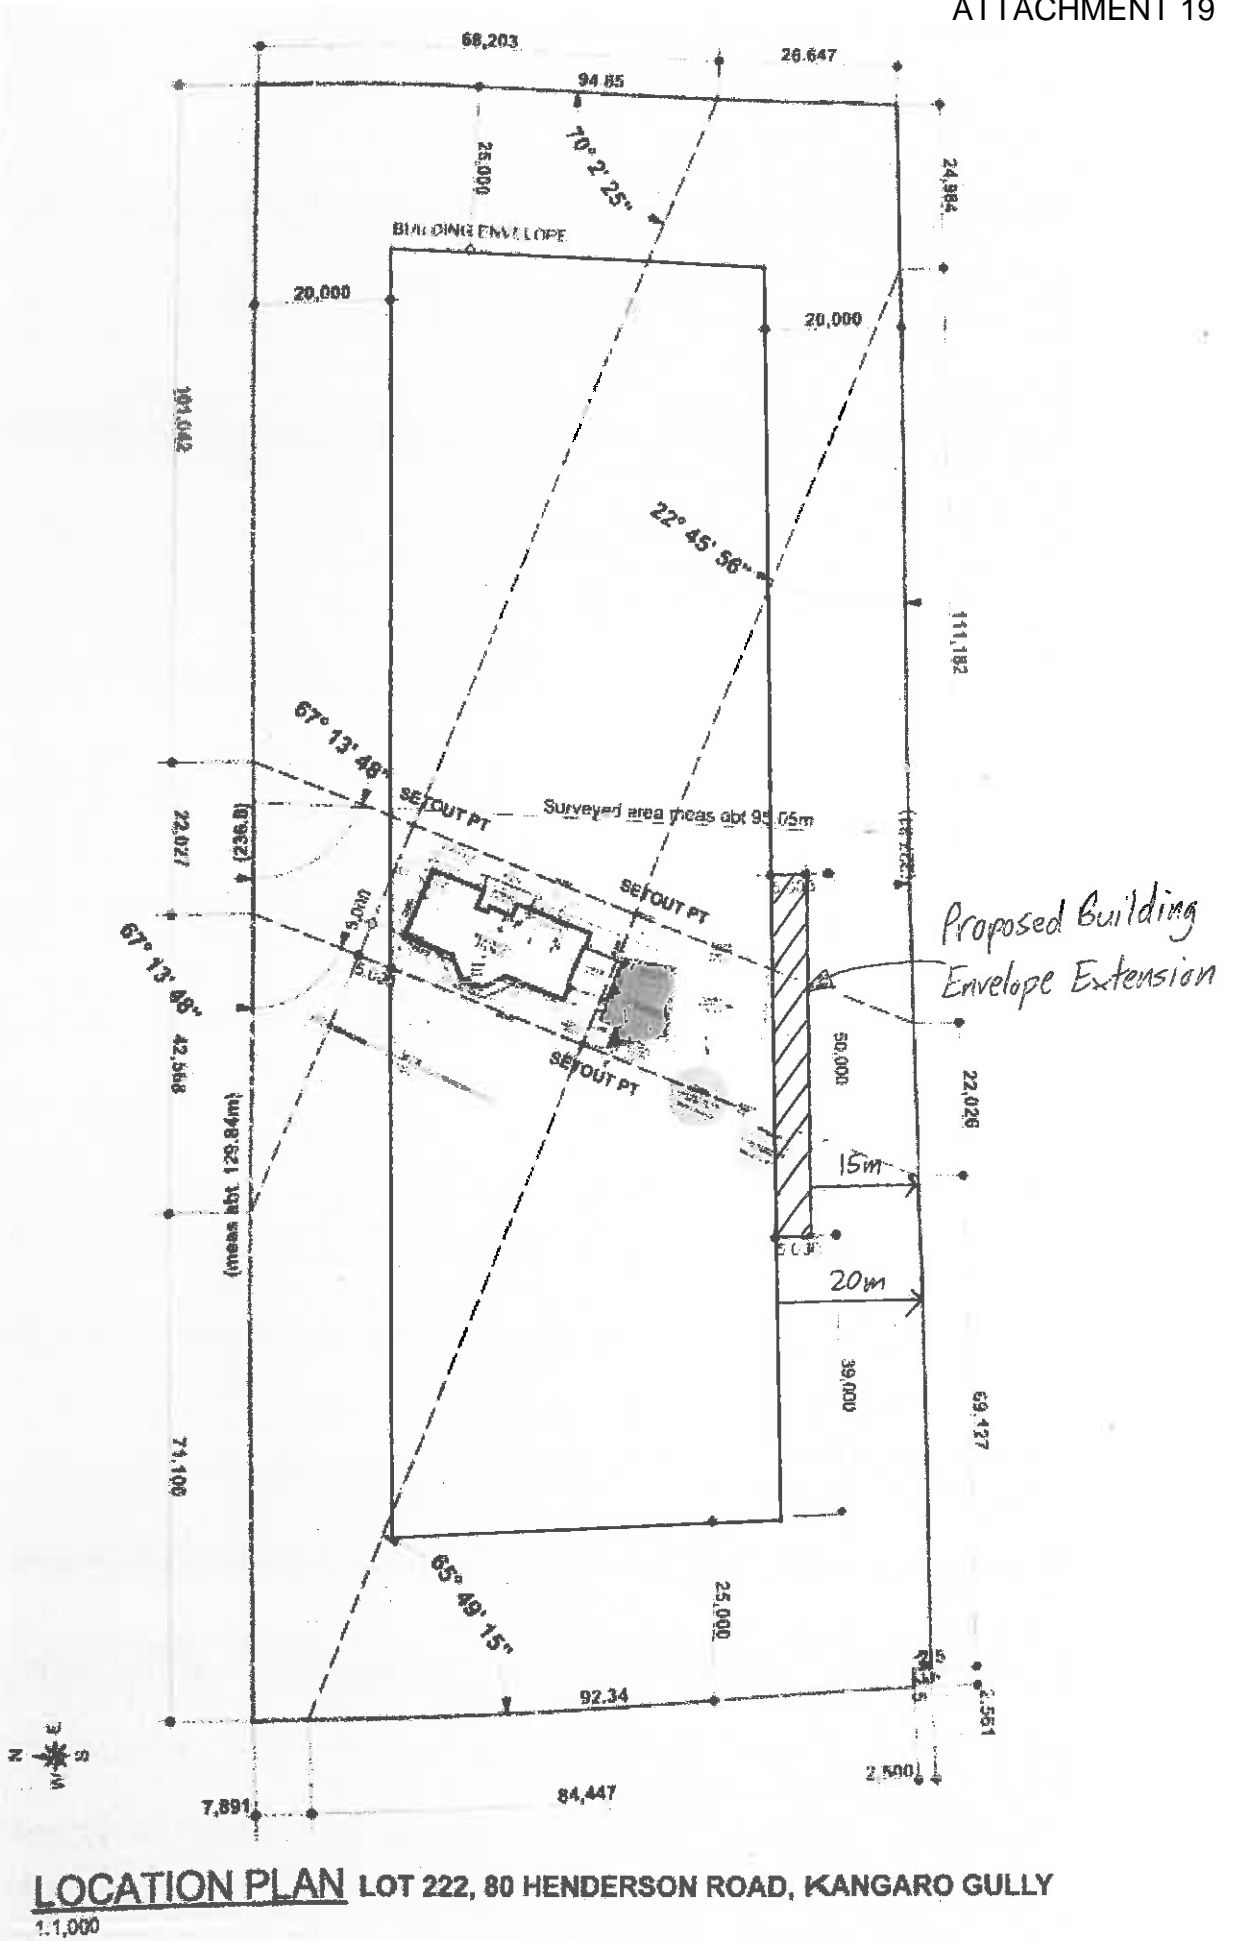 ATTACHMENT 19
68,203
26.647
94.85
25,000
70° 2' 25"
24,984
BUILDING ENVELOPE
20,000
20,000
101,042
22° 45' 56"
111,182
67° 13' 48"
SETOUT PT
Surveyed area meas abt 95.05m
22,027
(236.8)
SETOUT PT
5,000
Proposed Building
Envelope Extension
67° 13' 48"
50,000
SETOUT PT
42,568
22,026
(meas abt 129.84m)
15m
20m
39,000
69,427
71,100
65° 49' 15"
25,000
92.34
2,561
N
E
S
W
2,500
7,891
84,447
LOCATION PLAN LOT 222, 80 HENDERSON ROAD, KANGARO GULLY
1:1,000